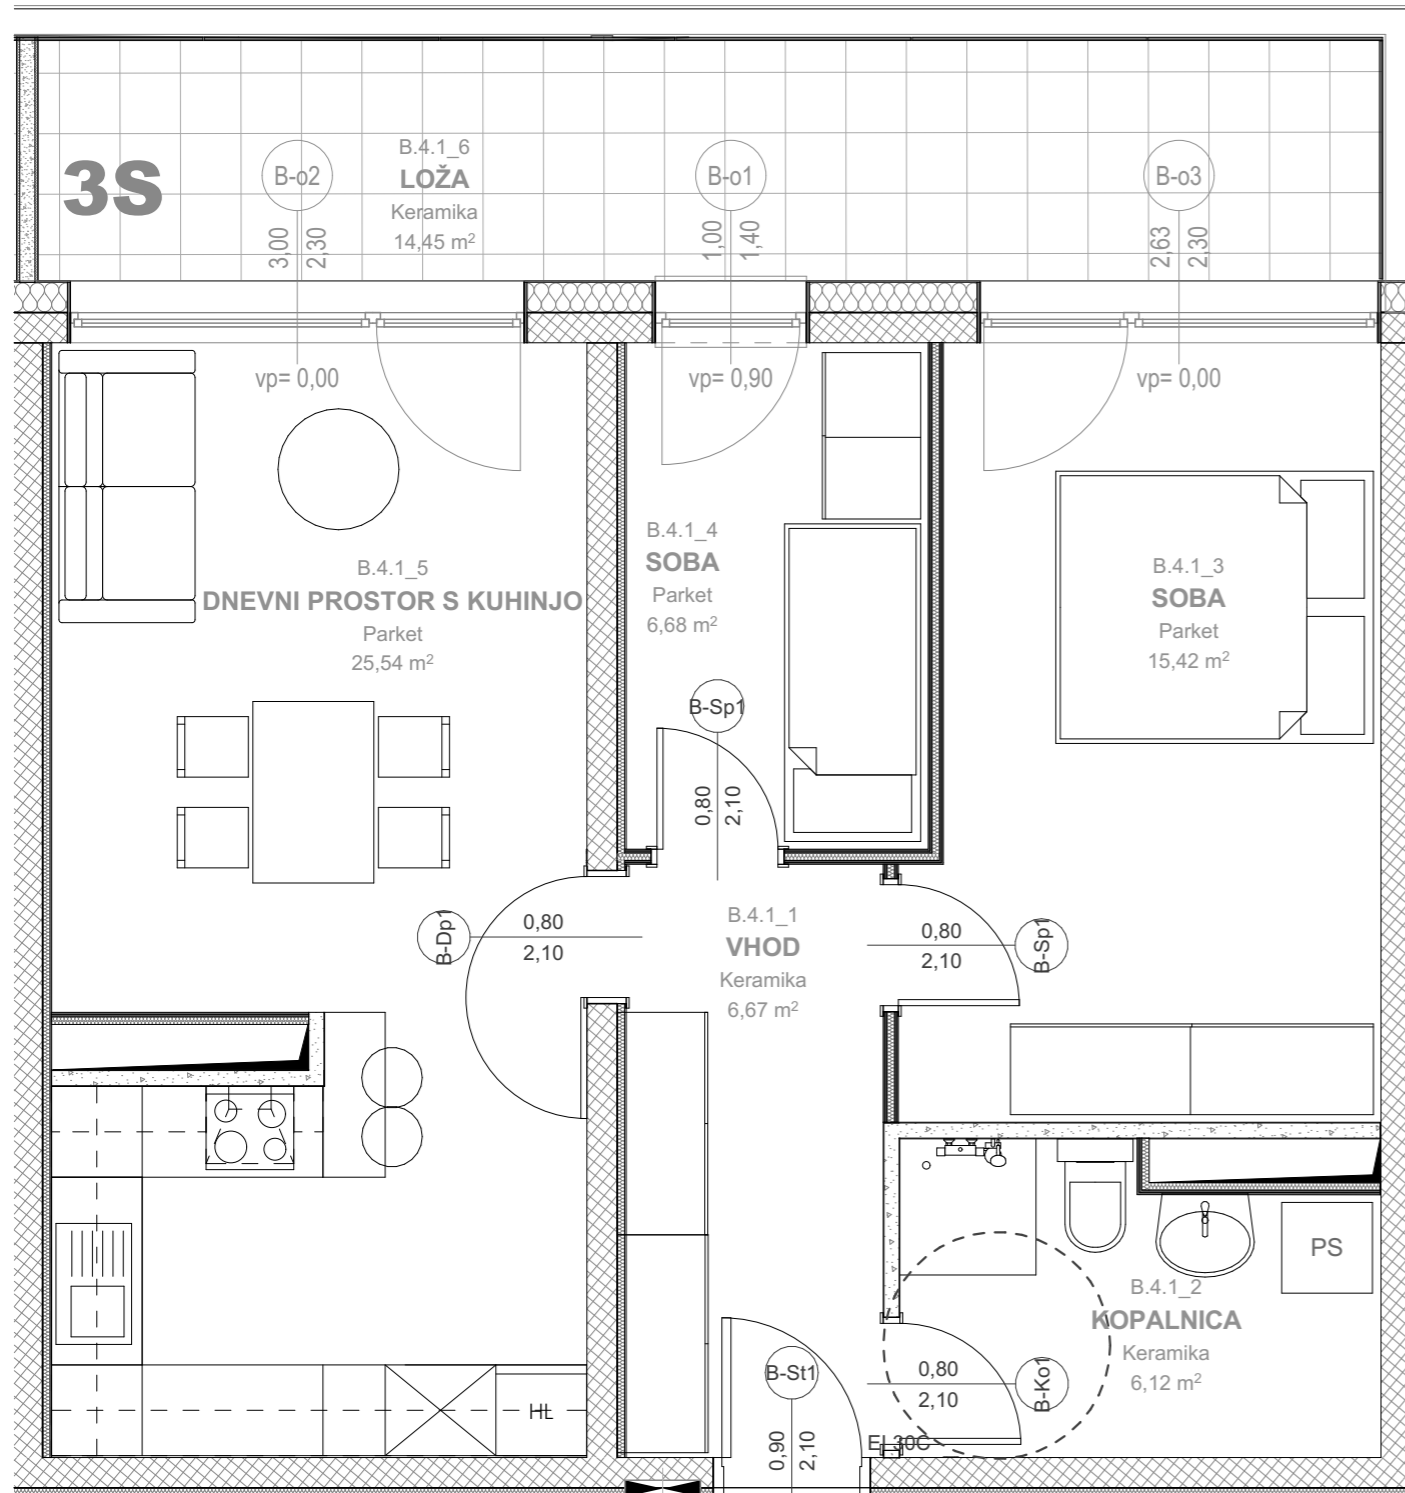 3S
B-o2
3,00
2,30
B.4.1_6
LOŽA
Keramika
14,45 m²
B-o1
1,00
1,40
B-o3
2,63
2,30
vp= 0,00
vp= 0,90
vp= 0,00
B.4.1_5
DNEVNI PROSTOR S KUHINJO
Parket
25,54 m²
B.4.1_4
SOBA
Parket
6,68 m²
B.4.1_3
SOBA
Parket
15,42 m²
B-Sp1
0,80
2,10
B-Dp1
0,80
2,10
B.4.1_1
VHOD
Keramika
6,67 m²
0,80
2,10
B-Sp1
PS
B.4.1_2
KOPALNICA
Keramika
6,12 m²
B-St1
0,90
2,10
0,80
2,10
B-Ko1
EI 30C
HL